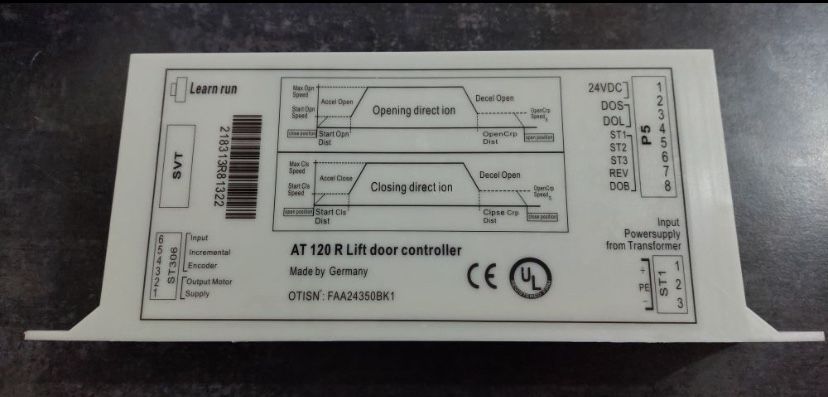 Learn run
SVT
218313R81322
Max Opn
Speed
Accel Open
Start Opn
Speed
Opening direct ion
Decel Open
OpenCrp
Speed
close position
Start Opn
Dist
OpenCrp
Dist
open position
Max Cls
Speed
Accel Close
Start Cls
Speed
Closing direct ion
Decel Open
OpenCrp
Speed
open position
Start Cls
Dist
Cipse Crp
Dist
close position
24VDC
DOS
DOL
ST1
ST2
ST3
REV
DOB
P5
1
2
3
4
5
6
7
8
6
5
4
3
2
1
ST306
Input
Incremental
Encoder
Output Motor
Supply
AT 120 R Lift door controller
Made by Germany
OTISN°: FAA24350BK1
CE
UL
Input
Powersupply
from Transformer
+
PE
-
ST1
1
2
3